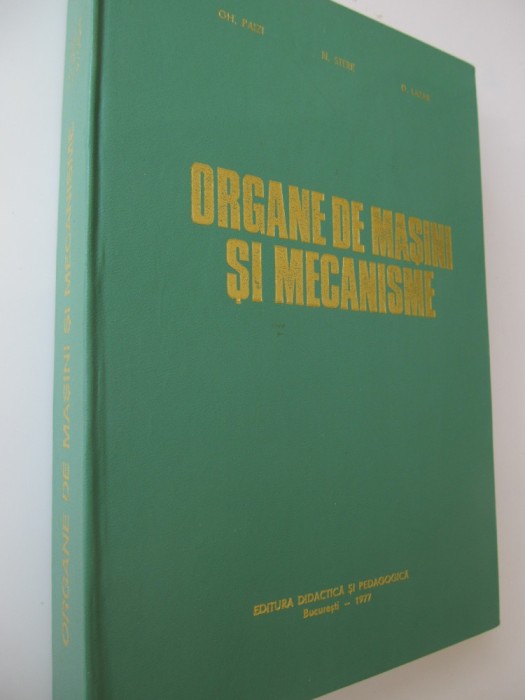 GH. PAIZI
N. STERE
D. LAZĂR
ORGANE DE MAȘINI
ȘI MECANISME
EDITURA DIDACTICĂ ȘI PEDAGOGICĂ
București — 1977
ORGANE DE MAȘINI ȘI MECANISME